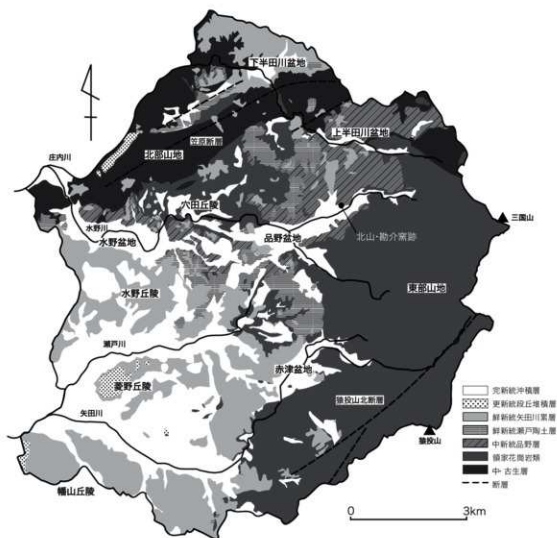 下半田川盆地
上半田川盆地
笠原断層
北部山地
庄内川
穴田丘陵
水野川
水野盆地
品野盆地
北山・勘介窯跡
三国山
水野丘陵
東部山地
瀬戸川
赤津盆地
菱野丘陵
猿投山北断層
矢田川
猿投山
幡山丘陵
完新統沖積層
更新統段丘堆積層
鮮新統矢田川累層
鮮新統瀬戸陶土層
中新統品野層
領家花崗岩類
中・古生層
断層
0 3km